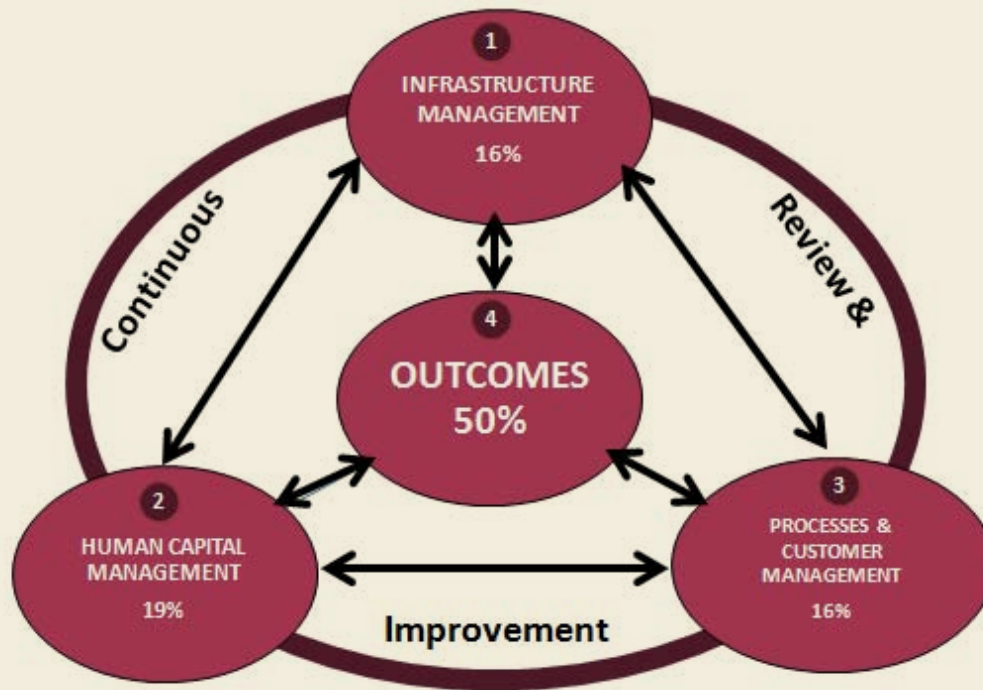 1
INFRASTRUCTURE
MANAGEMENT
16%
Continuous
Review &
4
OUTCOMES
50%
2
HUMAN CAPITAL
MANAGEMENT
19%
3
PROCESSES &
CUSTOMER
MANAGEMENT
16%
Improvement